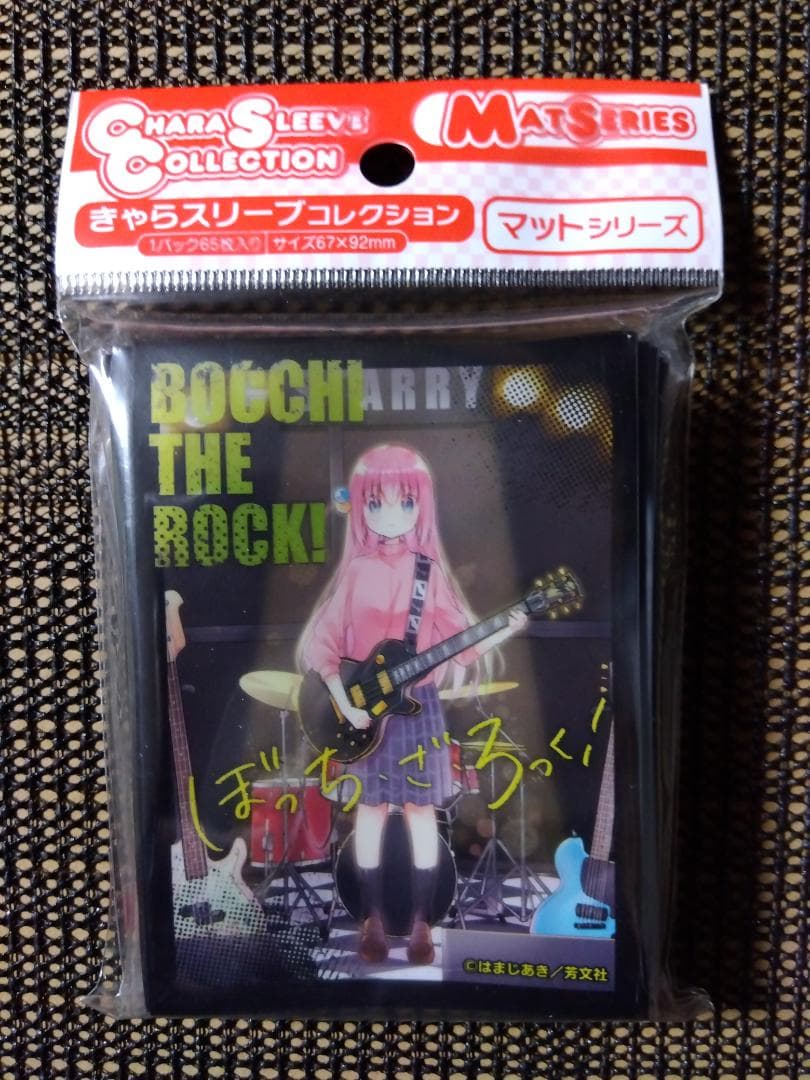 CHARA SLEEVE
COLLECTION
MAT SERIES
きゃらスリーブコレクション
マットシリーズ
1パック65枚入り サイズ67×92mm
BOCCHI
ARRY
THE
ROCK!
ぼっち・ざ・ろっく!
©はまじあき/芳文社